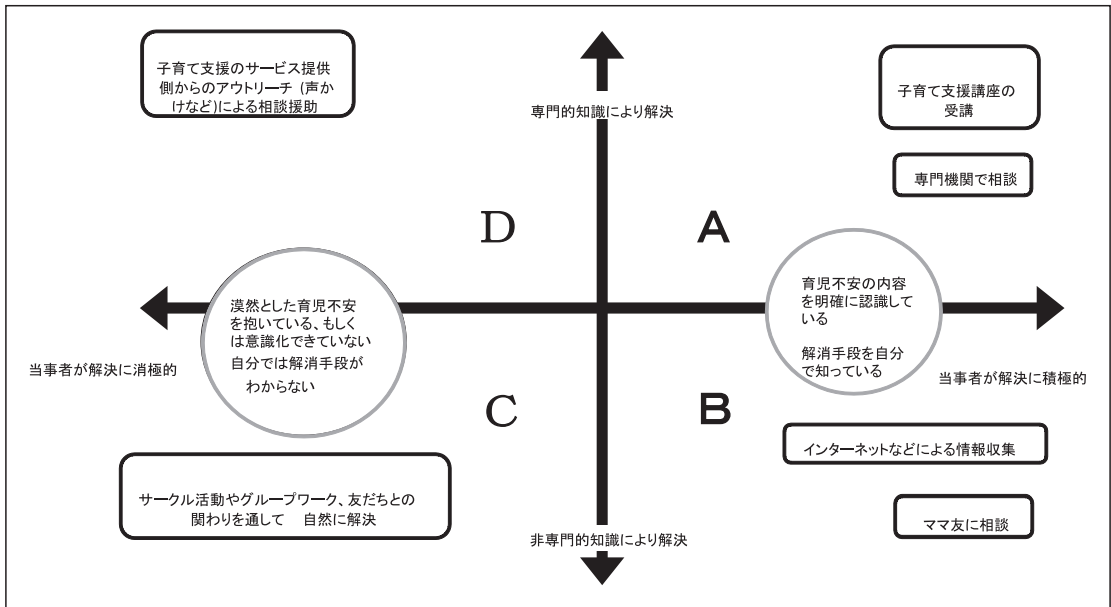 子育て支援のサービス提供
側からのアウトリーチ (声か
けなど)による相談援助
専門的知識により解決
子育て支援講座の
受講
専門機関で相談
D
A
漠然とした育児不安
を抱いている、もしく
は意識化できていない
自分では解消手段が
わからない
育児不安の内容
を明確に認識して
いる
解消手段を自分
で知っている
当事者が解決に消極的
当事者が解決に積極的
C
B
インターネットなどによる情報収集
サークル活動やグループワーク、友だちとの
関わりを通して 自然に解決
ママ友に相談
非専門的知識により解決